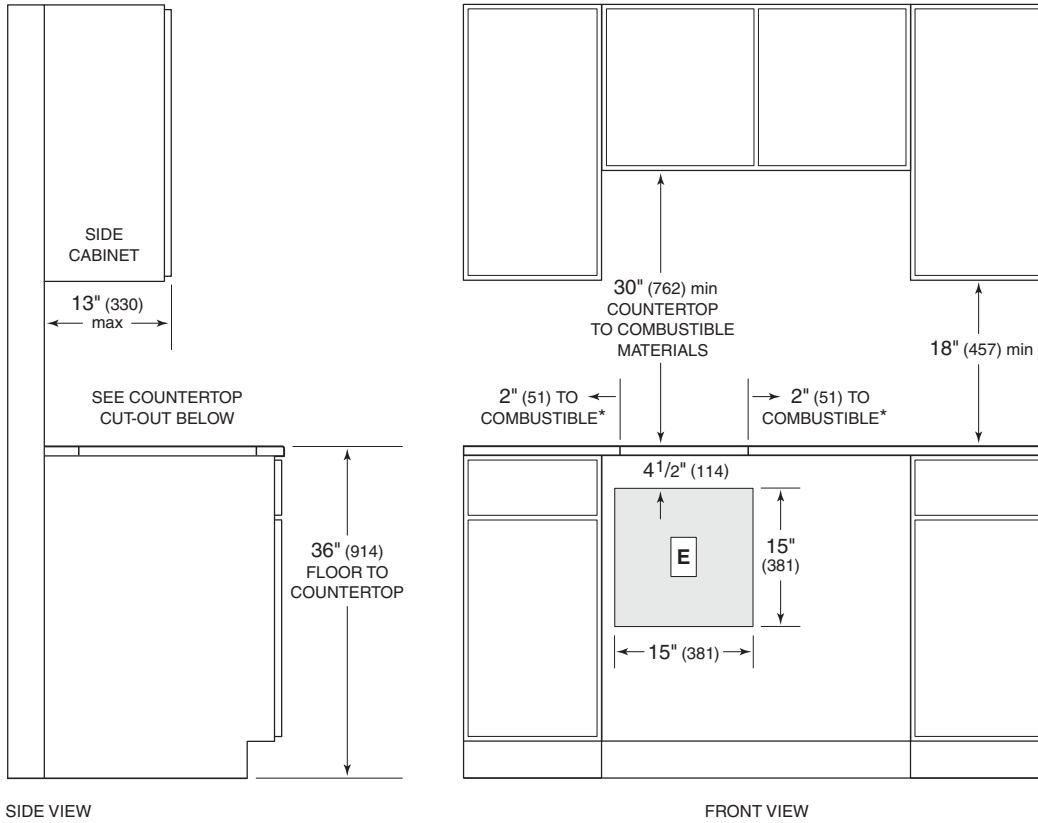 SIDE
CABINET
13" (330)
max
SEE COUNTERTOP
CUT-OUT BELOW
36" (914)
FLOOR TO
COUNTERTOP
SIDE VIEW
30" (762) min
COUNTERTOP
TO COMBUSTIBLE
MATERIALS
18" (457) min
2" (51) TO
COMBUSTIBLE*
2" (51) TO
COMBUSTIBLE*
4 1/2" (114)
E
15"
(381)
15" (381)
FRONT VIEW